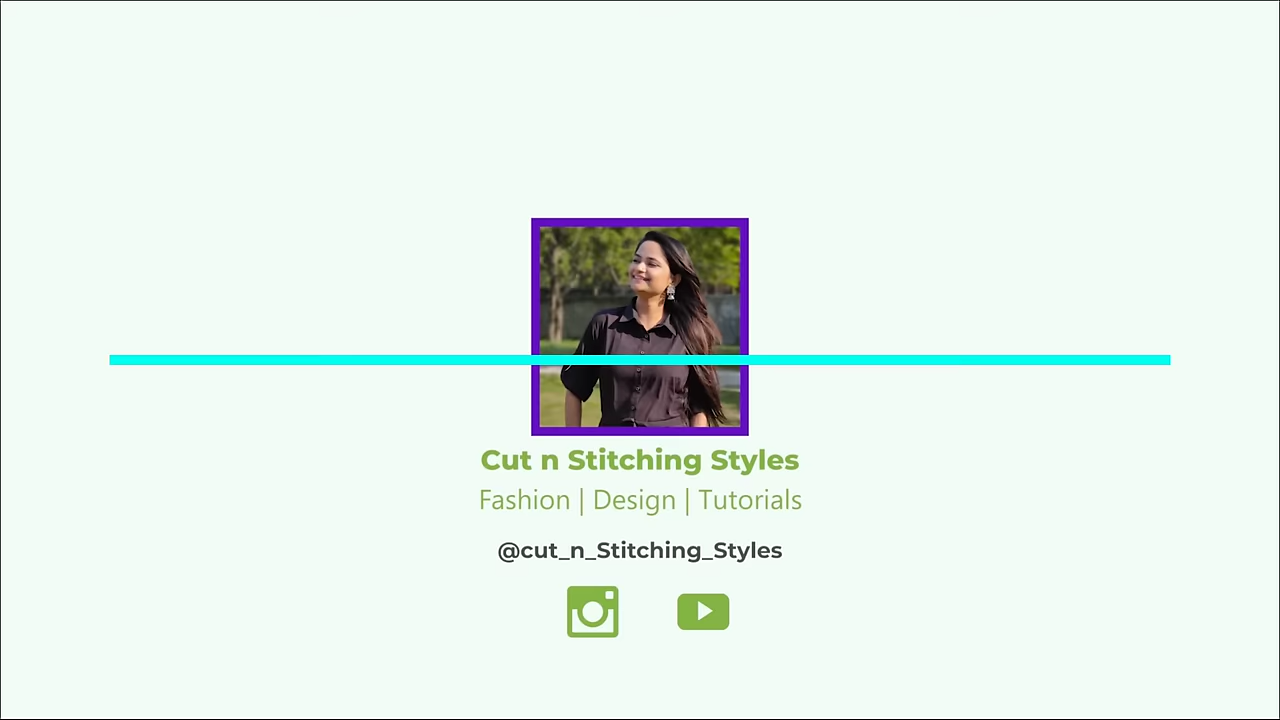 Cut n Stitching Styles
Fashion | Design | Tutorials
@cut_n_Stitching_Styles